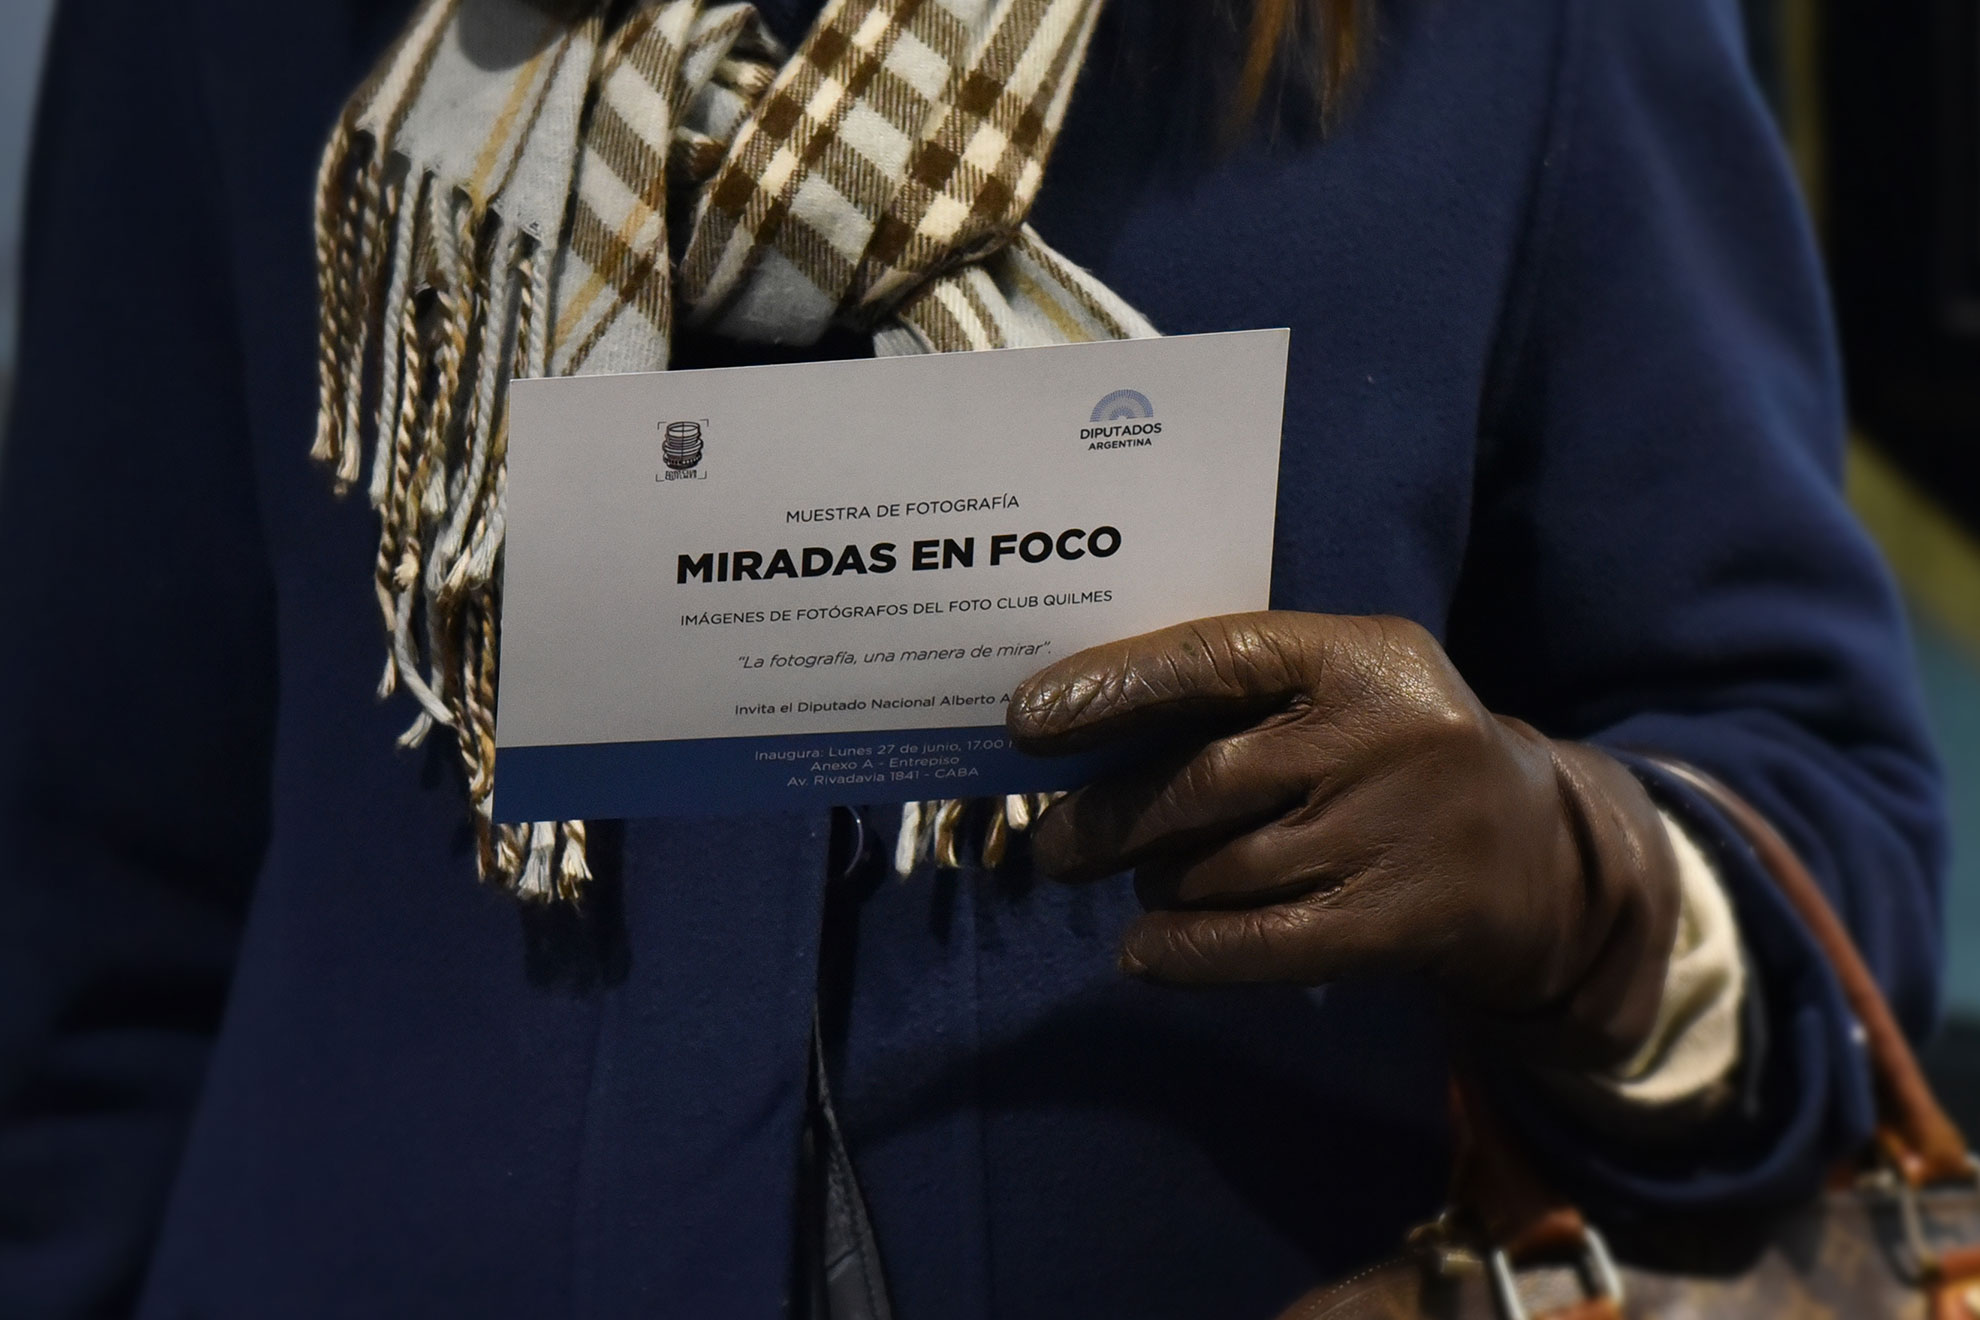 DIPUTADOS
ARGENTINA
MUESTRA DE FOTOGRAFÍA
MIRADAS EN FOCO
IMÁGENES DE FOTÓGRAFOS DEL FOTO CLUB QUILMES
“La fotografía, una manera de mirar”.
Invita el Diputado Nacional Alberto A
Inaugura: Lunes 27 de junio, 17.00
Anexo A - Entrepiso
Av. Rivadavia 1841 - CABA